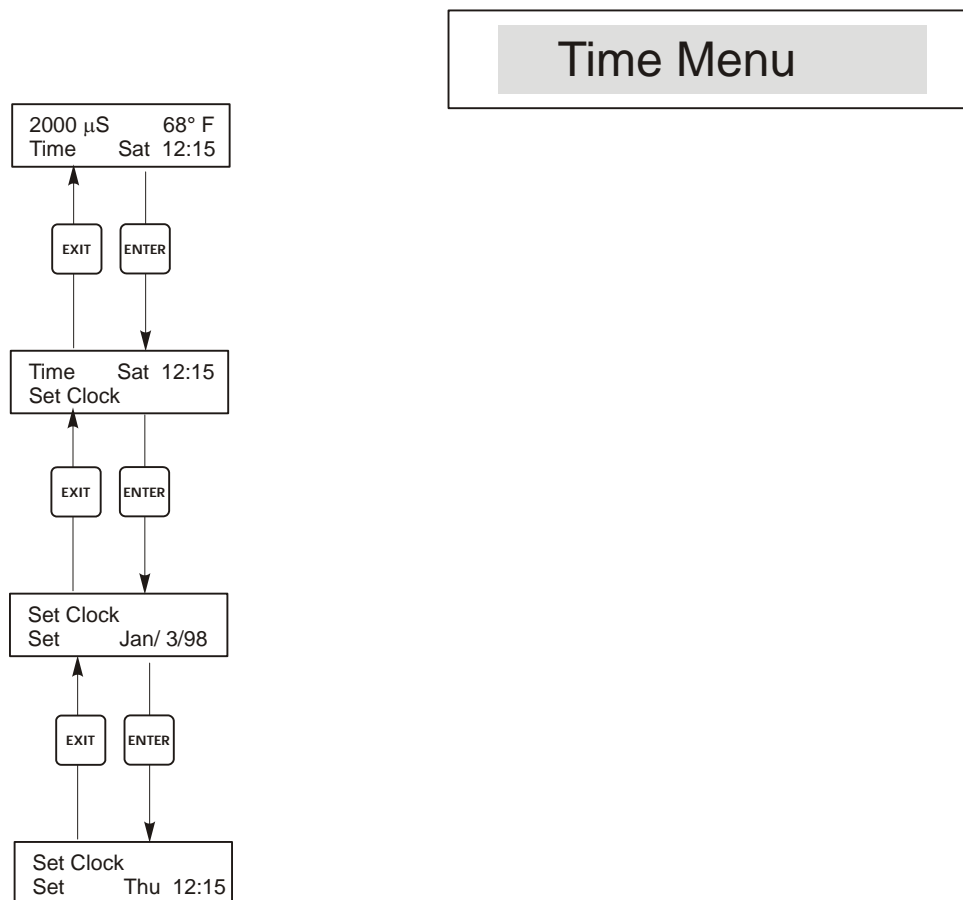 Time Menu
2000 µS 68° F
Time Sat 12:15
EXIT ENTER
Time Sat 12:15
Set Clock
EXIT ENTER
Set Clock
Set Jan/ 3/98
EXIT ENTER
Set Clock
Set Thu 12:15